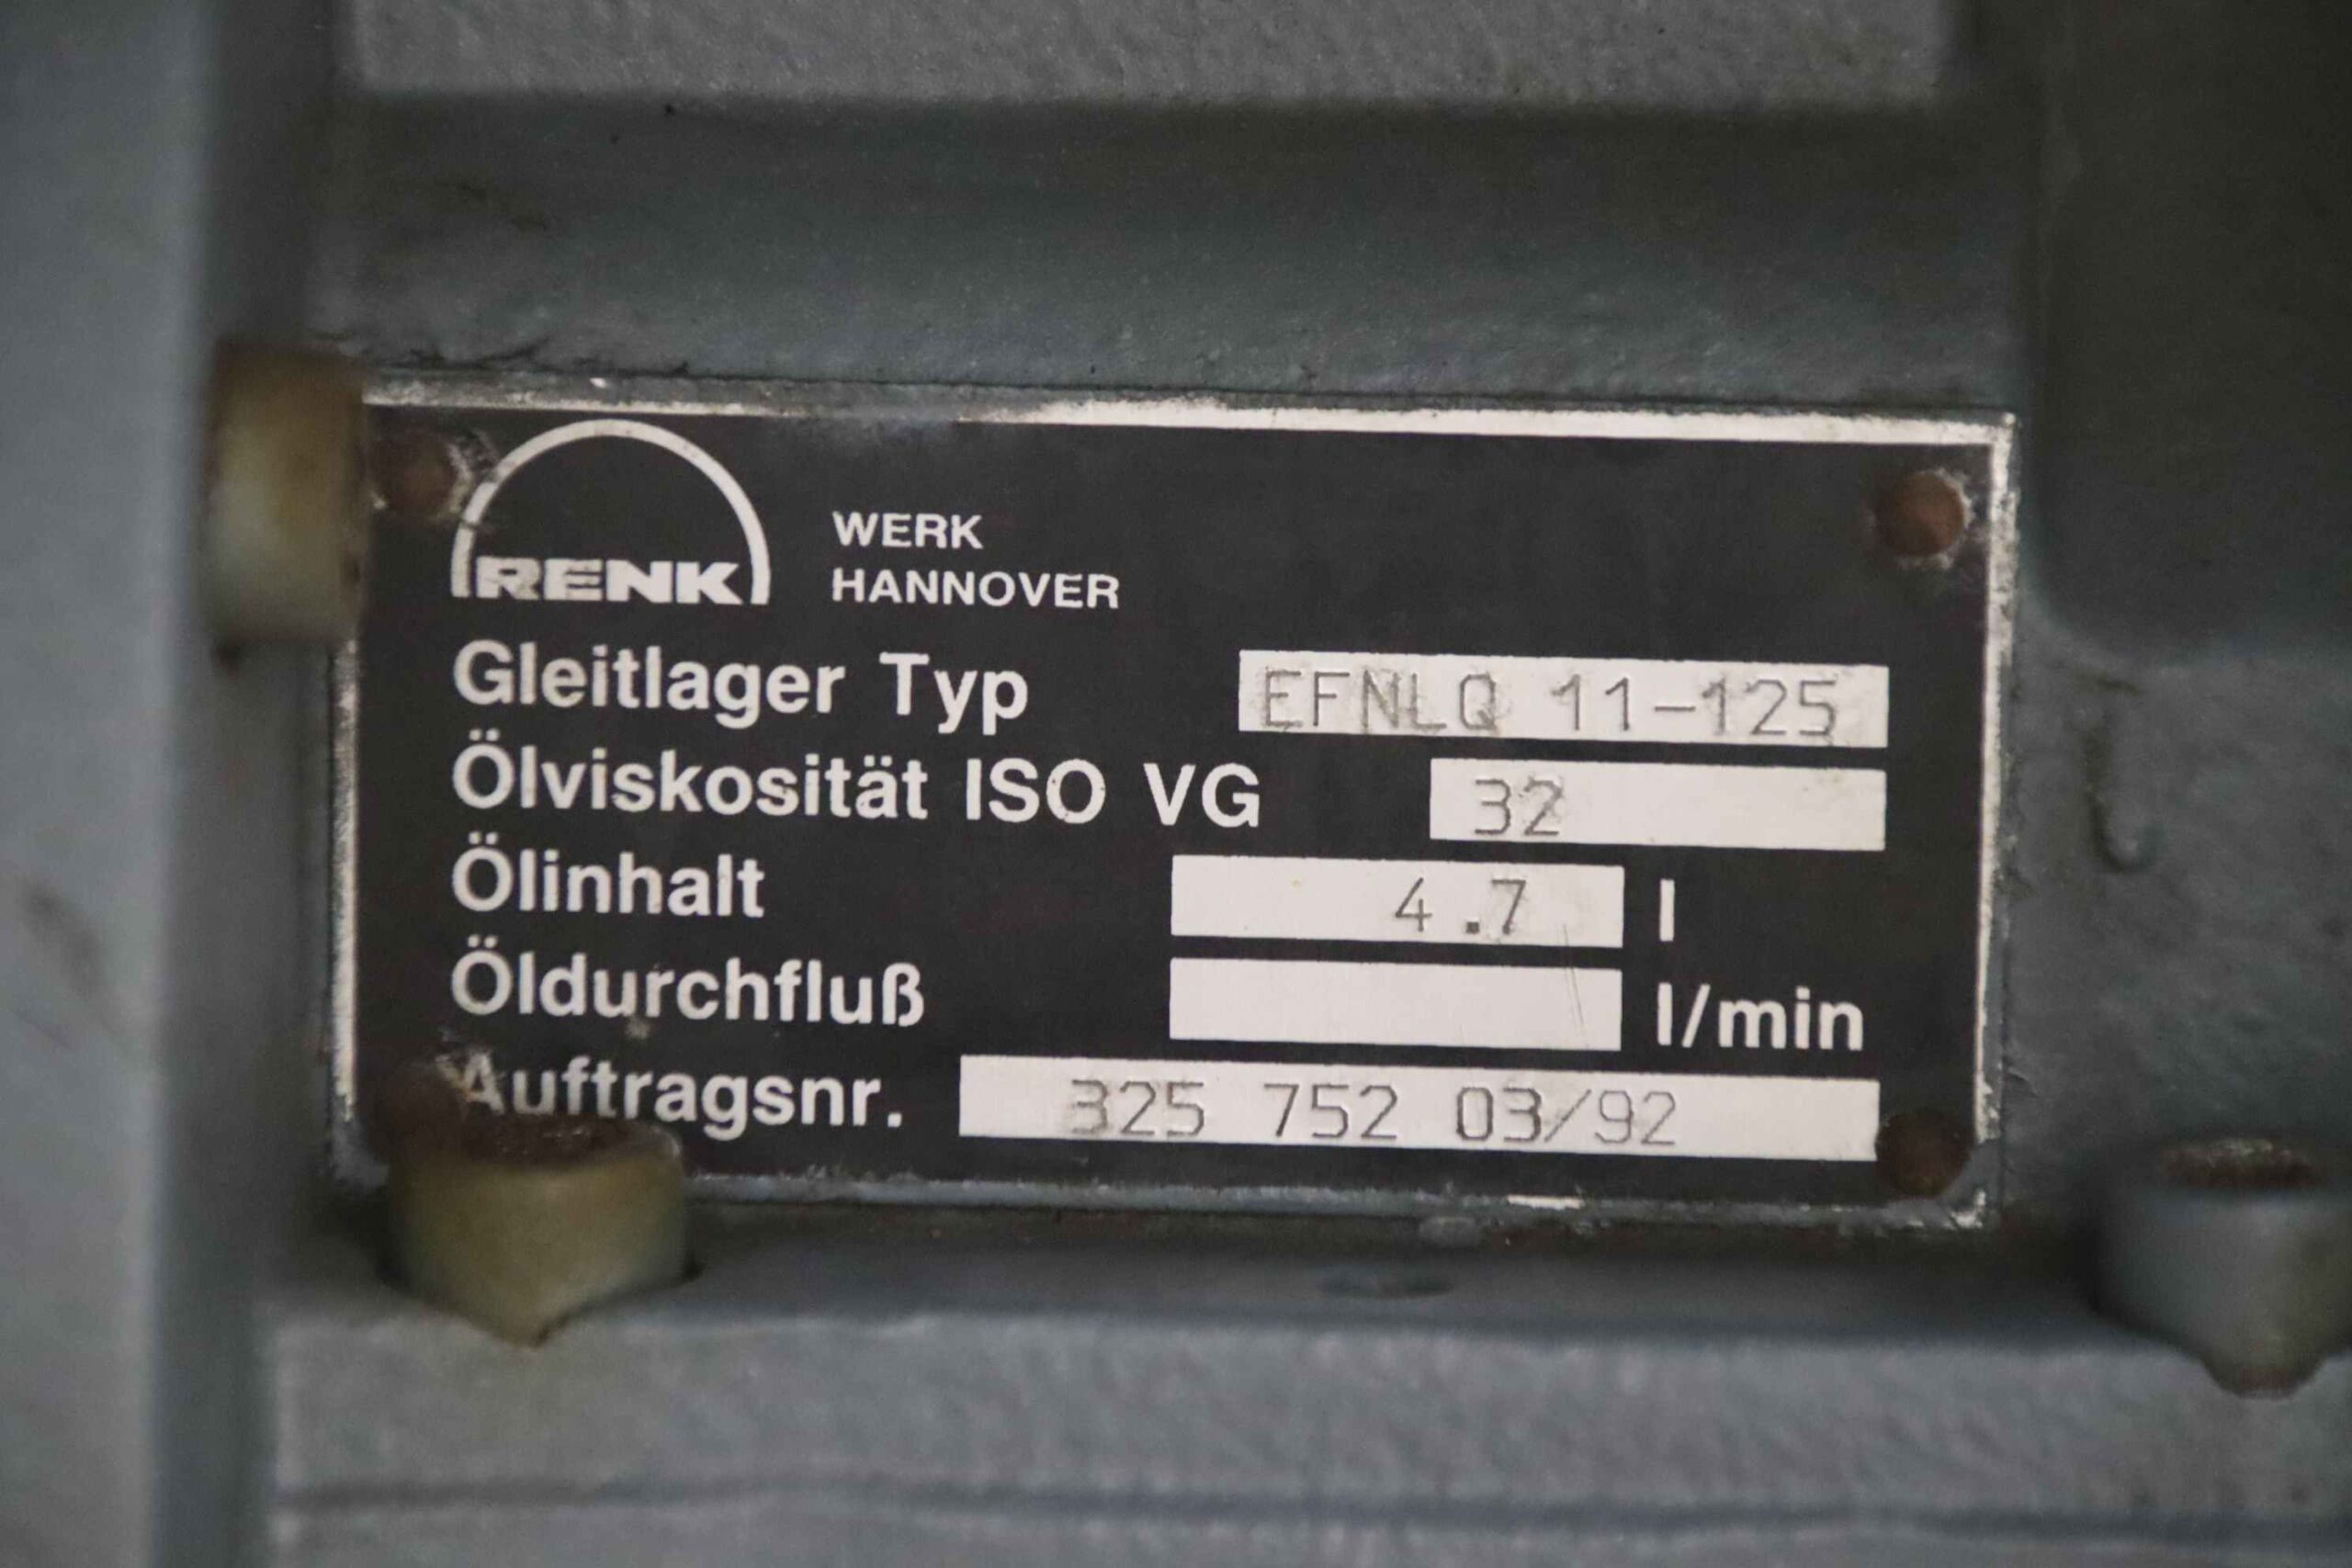 RENK
WERK
HANNOVER
Gleitlager Typ EFNLQ 11-125
Ölviskosität ISO VG 32
Ölinhalt 4.7 l
Öldurchfluß l/min
Auftragsnr. 325 752 03/92